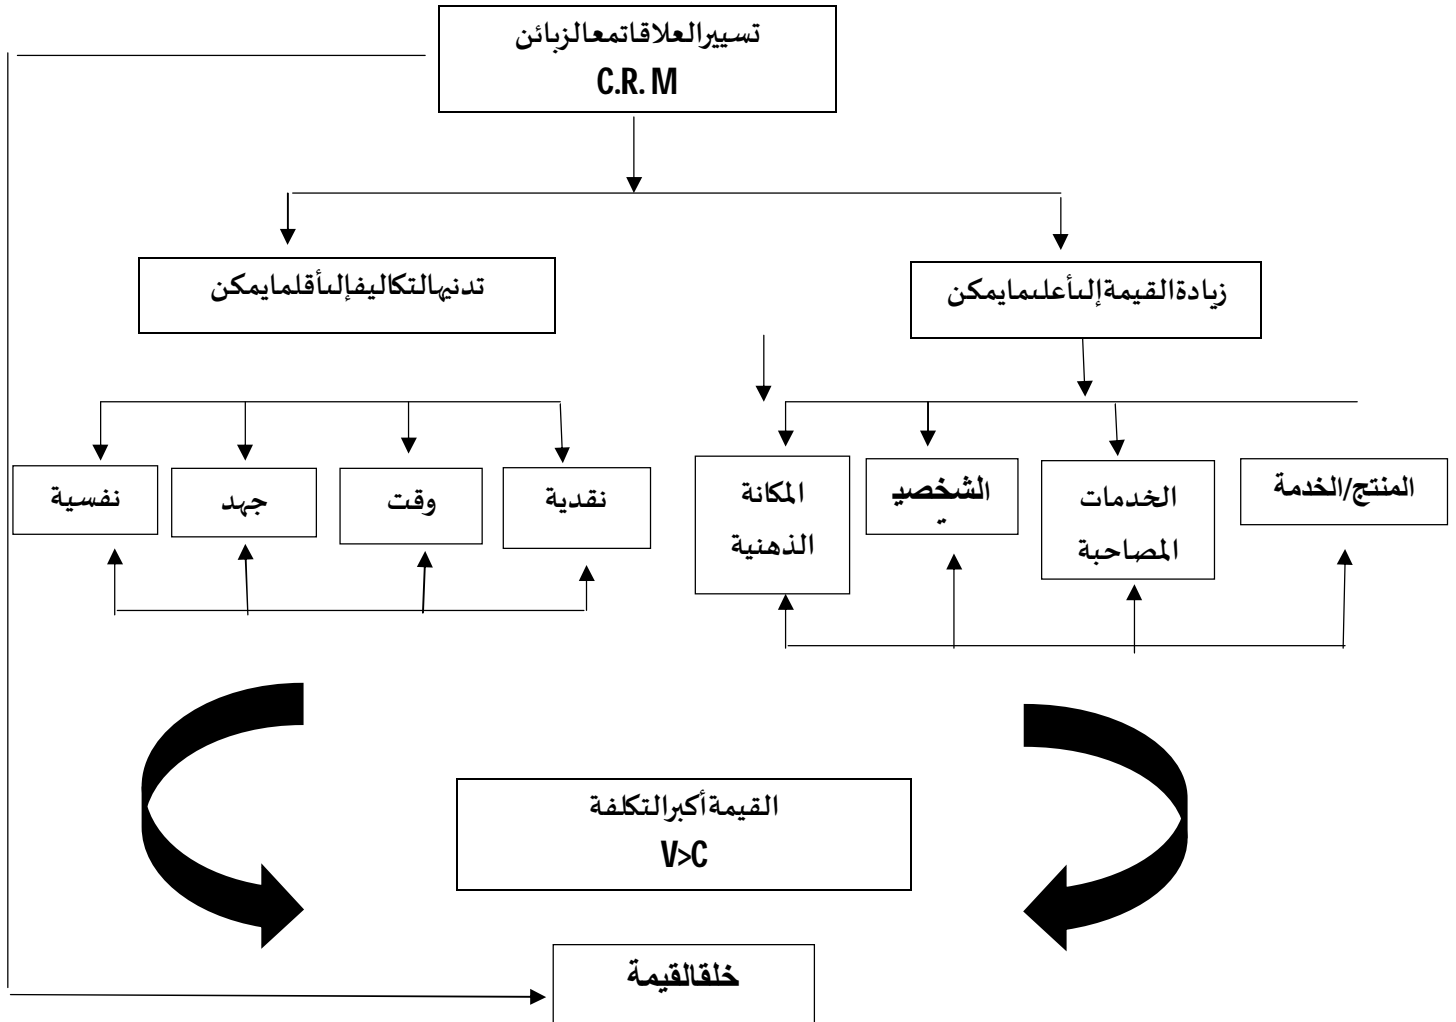 تسييرالعلاقاتمعالزبائن
C.R. M
زيادةالقيمةإلىأعلىمايمكن
تدنيهالتكاليفإلىأقلمايمكن
المنتج/الخدمة
الخدمات
المصاحبة
الشخصي
المكانة
الذهنية
نقدية
وقت
جهد
نفسية
القيمةأكبرالتكلفة
V>C
خلقالقيمة